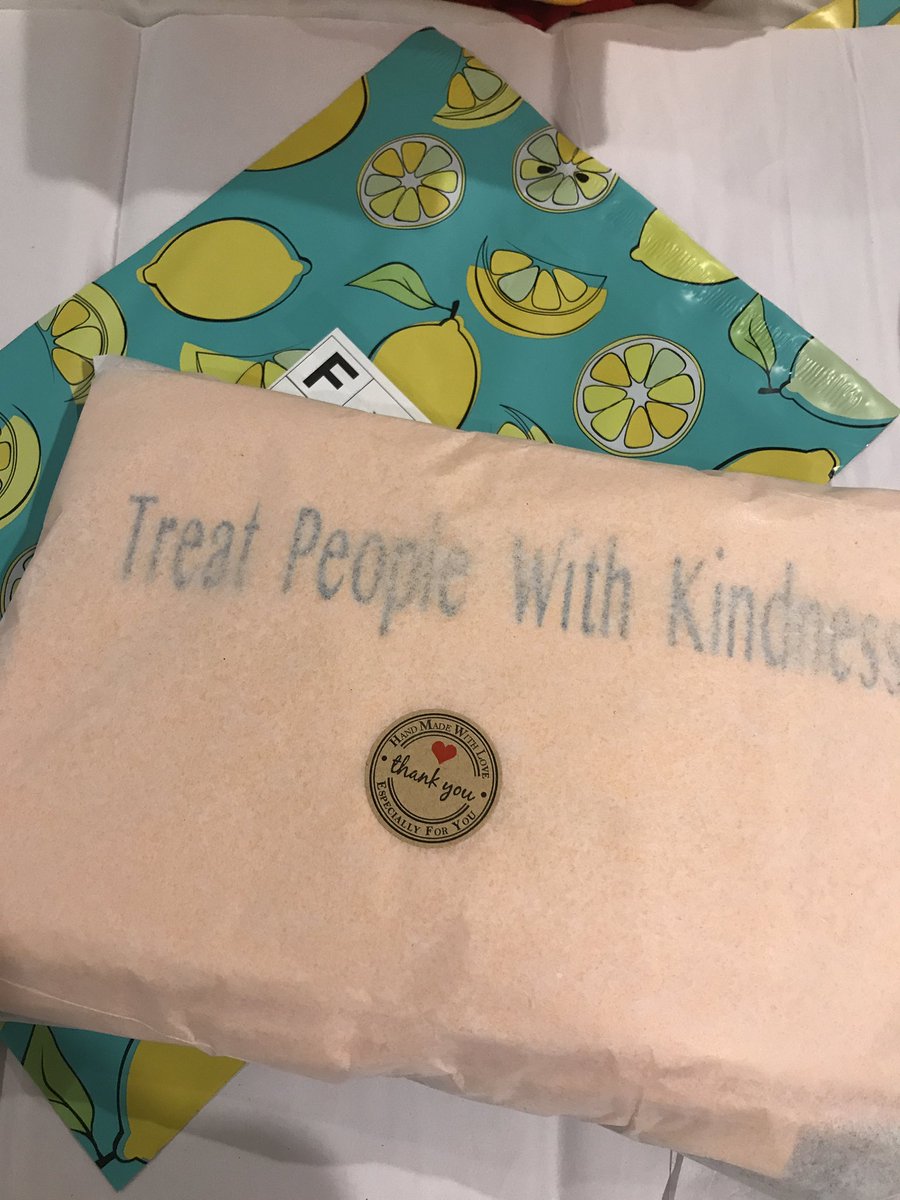 F
Treat People With Kindness
HAND MADE WITH LOVE
thank you
ESPECIALLY FOR YOU